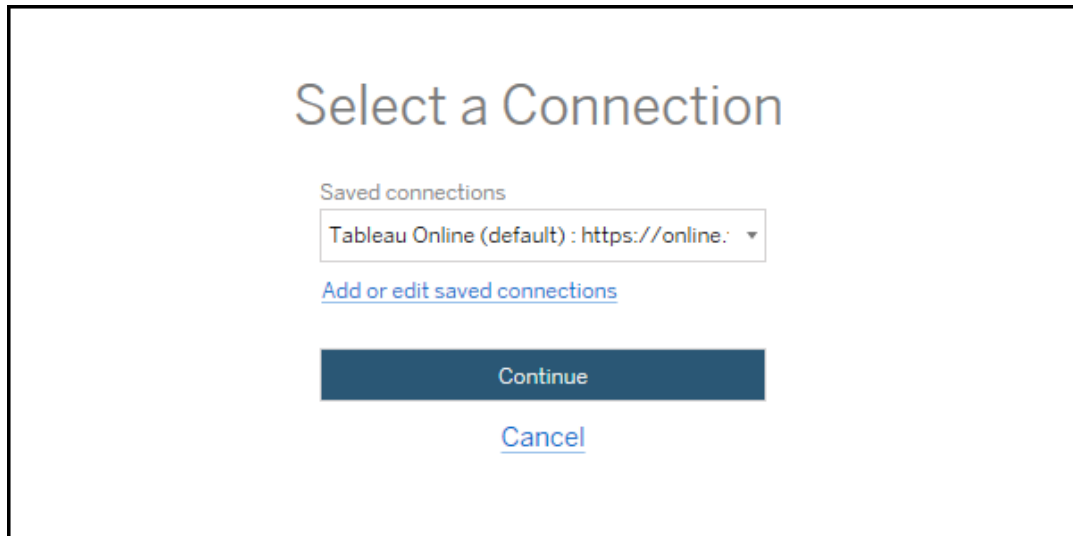 Select a Connection
Saved connections
Tableau Online (default) : https://online.
Add or edit saved connections
Continue
Cancel